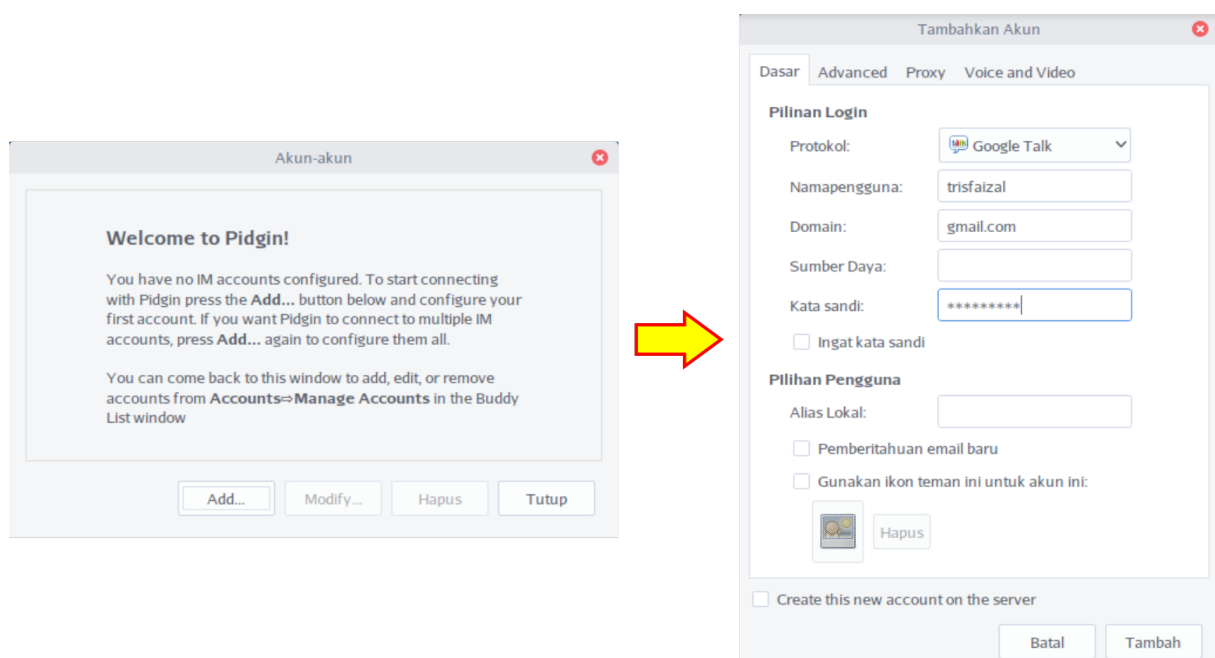 Akun-akun
Welcome to Pidgin!
You have no IM accounts configured. To start connecting
with Pidgin press the Add... button below and configure your
first account. If you want Pidgin to connect to multiple IM
accounts, press Add... again to configure them all.
You can come back to this window to add, edit, or remove
accounts from Accounts⇨Manage Accounts in the Buddy
List window
Add...
Modify...
Hapus
Tutup
Tambahkan Akun
Dasar
Advanced
Proxy
Voice and Video
Pilinan Login
Protokol:
talk
Google Talk
Namapengguna:
trisfaizal
Domain:
gmail.com
Sumber Daya:
Kata sandi:
*********
Ingat kata sandi
PIlihan Pengguna
Alias Lokal:
Pemberitahuan email baru
Gunakan ikon teman ini untuk akun ini:
Hapus
Create this new account on the server
Batal
Tambah